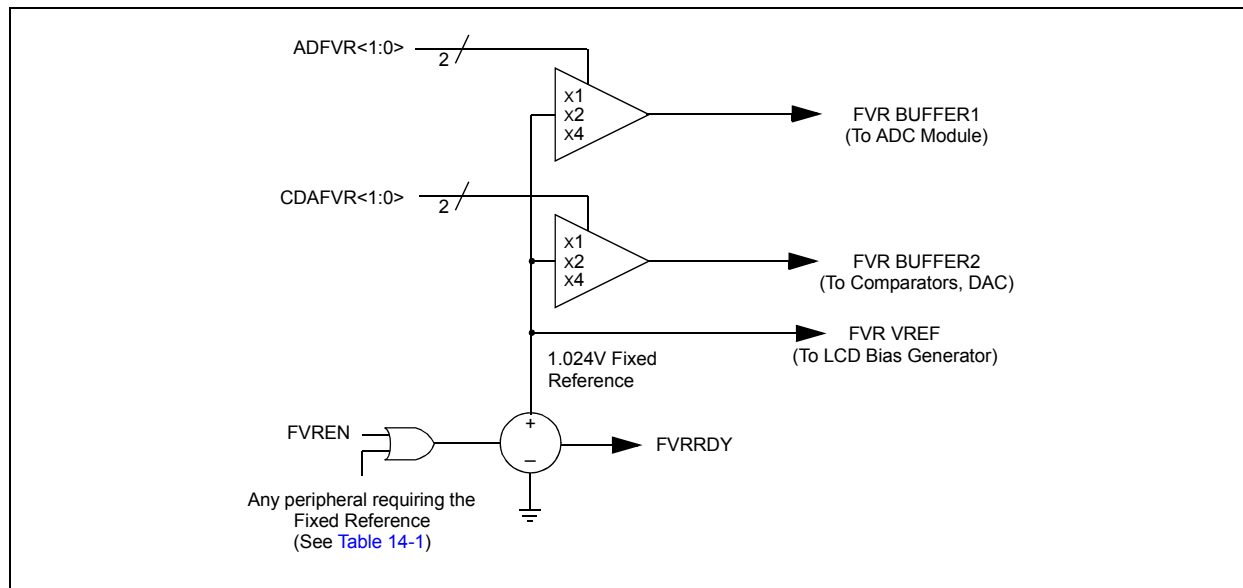 ADFVR<1:0>
2
X1
X2
X4
FVR BUFFER1
(To ADC Module)
CDAFVR<1:0>
2
X1
X2
X4
FVR BUFFER2
(To Comparators, DAC)
FVR VREF
(To LCD Bias Generator)
1.024V Fixed
Reference
+
–
FVREN
FVRRDY
Any peripheral requiring the
Fixed Reference
(See Table 14-1)